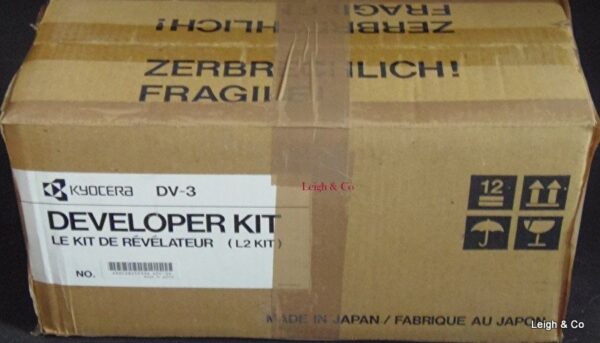 FRAGILE
ZERBRECHLICH!
ZERBRECHLICH!
FRAGILE
KYOCERA DV-3
Leigh & Co
DEVELOPER KIT
LE KIT DE RÉVÉLATEUR (L2 KIT)
12
NO.
MADE IN JAPAN / FABRIQUE AU JAPON
Leigh & Co